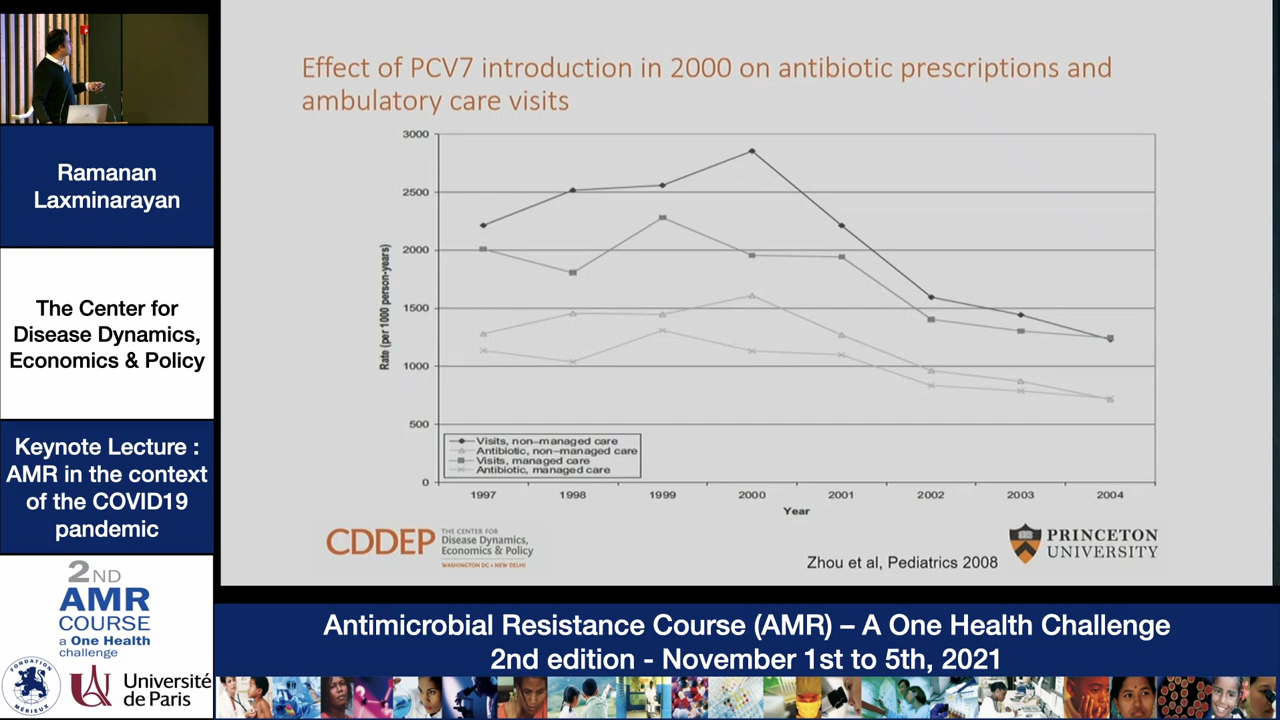 Ramanan
Laxminarayan
The Center for
Disease Dynamics,
Economics & Policy
Keynote Lecture :
AMR in the context
of the COVID19
pandemic
2ND
AMR
COURSE
a One Health
challenge
FONDATION
MÉRIEUX
Université
de Paris
Effect of PCV7 introduction in 2000 on antibiotic prescriptions and
ambulatory care visits
3000
2500
2000
1500
1000
500
0
Rate (per 1000 person-years)
Visits, non-managed care
Antibiotic, non-managed care
Visits, managed care
Antibiotic, managed care
1997 1998 1999 2000 2001 2002 2003 2004
Year
CDDEP
THE CENTER FOR
Disease Dynamics,
Economics & Policy
WASHINGTON DC • NEW DELHI
Zhou et al, Pediatrics 2008
PRINCETON
UNIVERSITY
Antimicrobial Resistance Course (AMR) – A One Health Challenge
2nd edition - November 1st to 5th, 2021